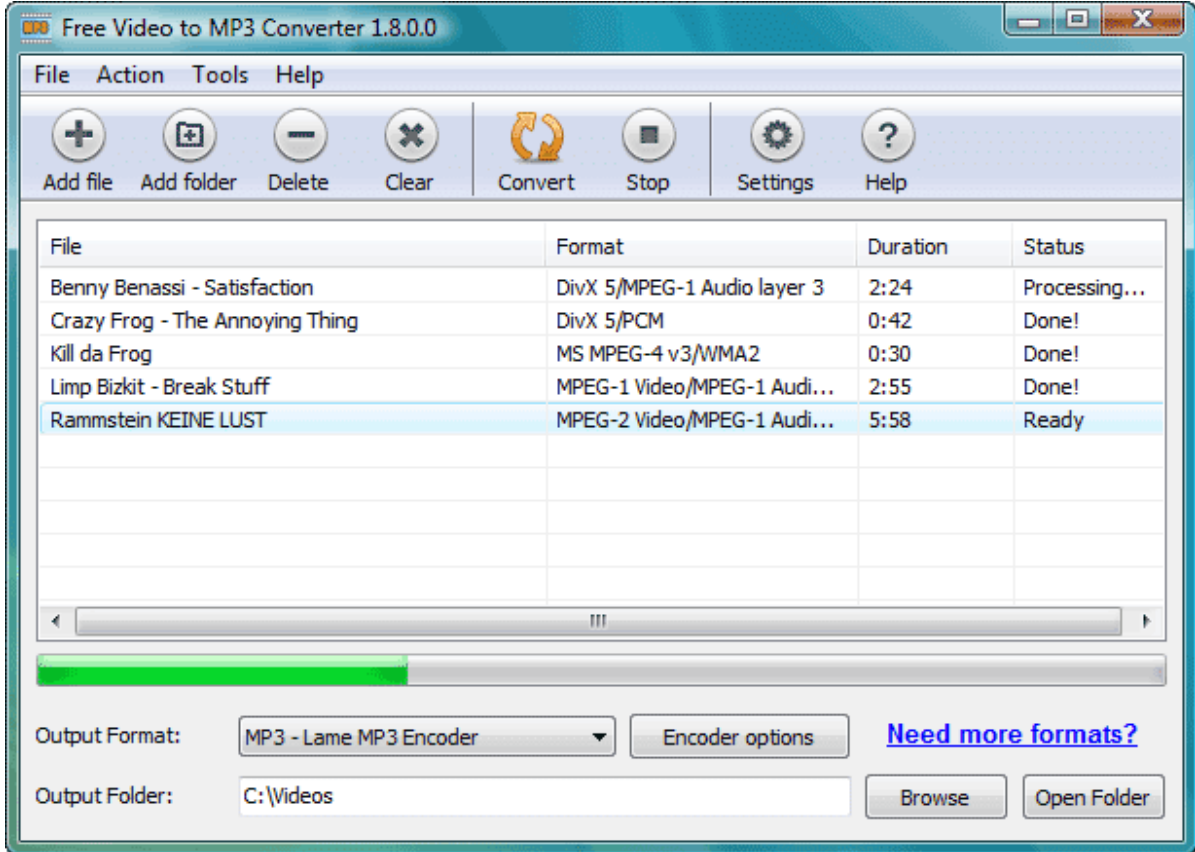 Free Video to MP3 Converter 1.8.0.0
File Action Tools Help
Add file Add folder Delete Clear Convert Stop Settings Help
File Format Duration Status
Benny Benassi - Satisfaction DivX 5/MPEG-1 Audio layer 3 2:24 Processing...
Crazy Frog - The Annoying Thing DivX 5/PCM 0:42 Done!
Kill da Frog MS MPEG-4 v3/WMA2 0:30 Done!
Limp Bizkit - Break Stuff MPEG-1 Video/MPEG-1 Audi... 2:55 Done!
Rammstein KEINE LUST MPEG-2 Video/MPEG-1 Audi... 5:58 Ready
Output Format: MP3 - Lame MP3 Encoder Encoder options Need more formats?
Output Folder: C:\Videos Browse Open Folder